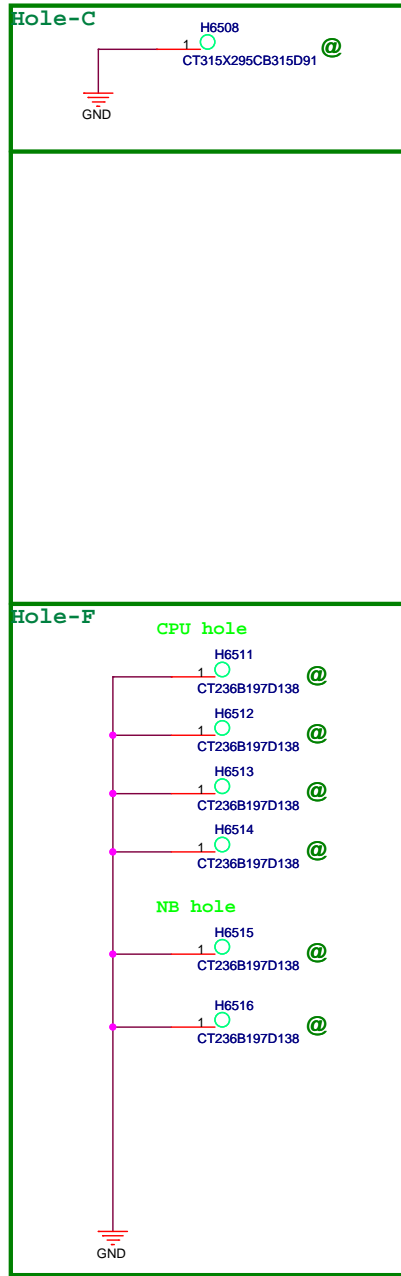 Hole-C
H6508
1
@
CT315X295CB315D91
GND
Hole-F
CPU hole
H6511
1
@
CT236B197D138
H6512
1
@
CT236B197D138
H6513
1
@
CT236B197D138
H6514
1
@
CT236B197D138
NB hole
H6515
1
@
CT236B197D138
H6516
1
@
CT236B197D138
GND